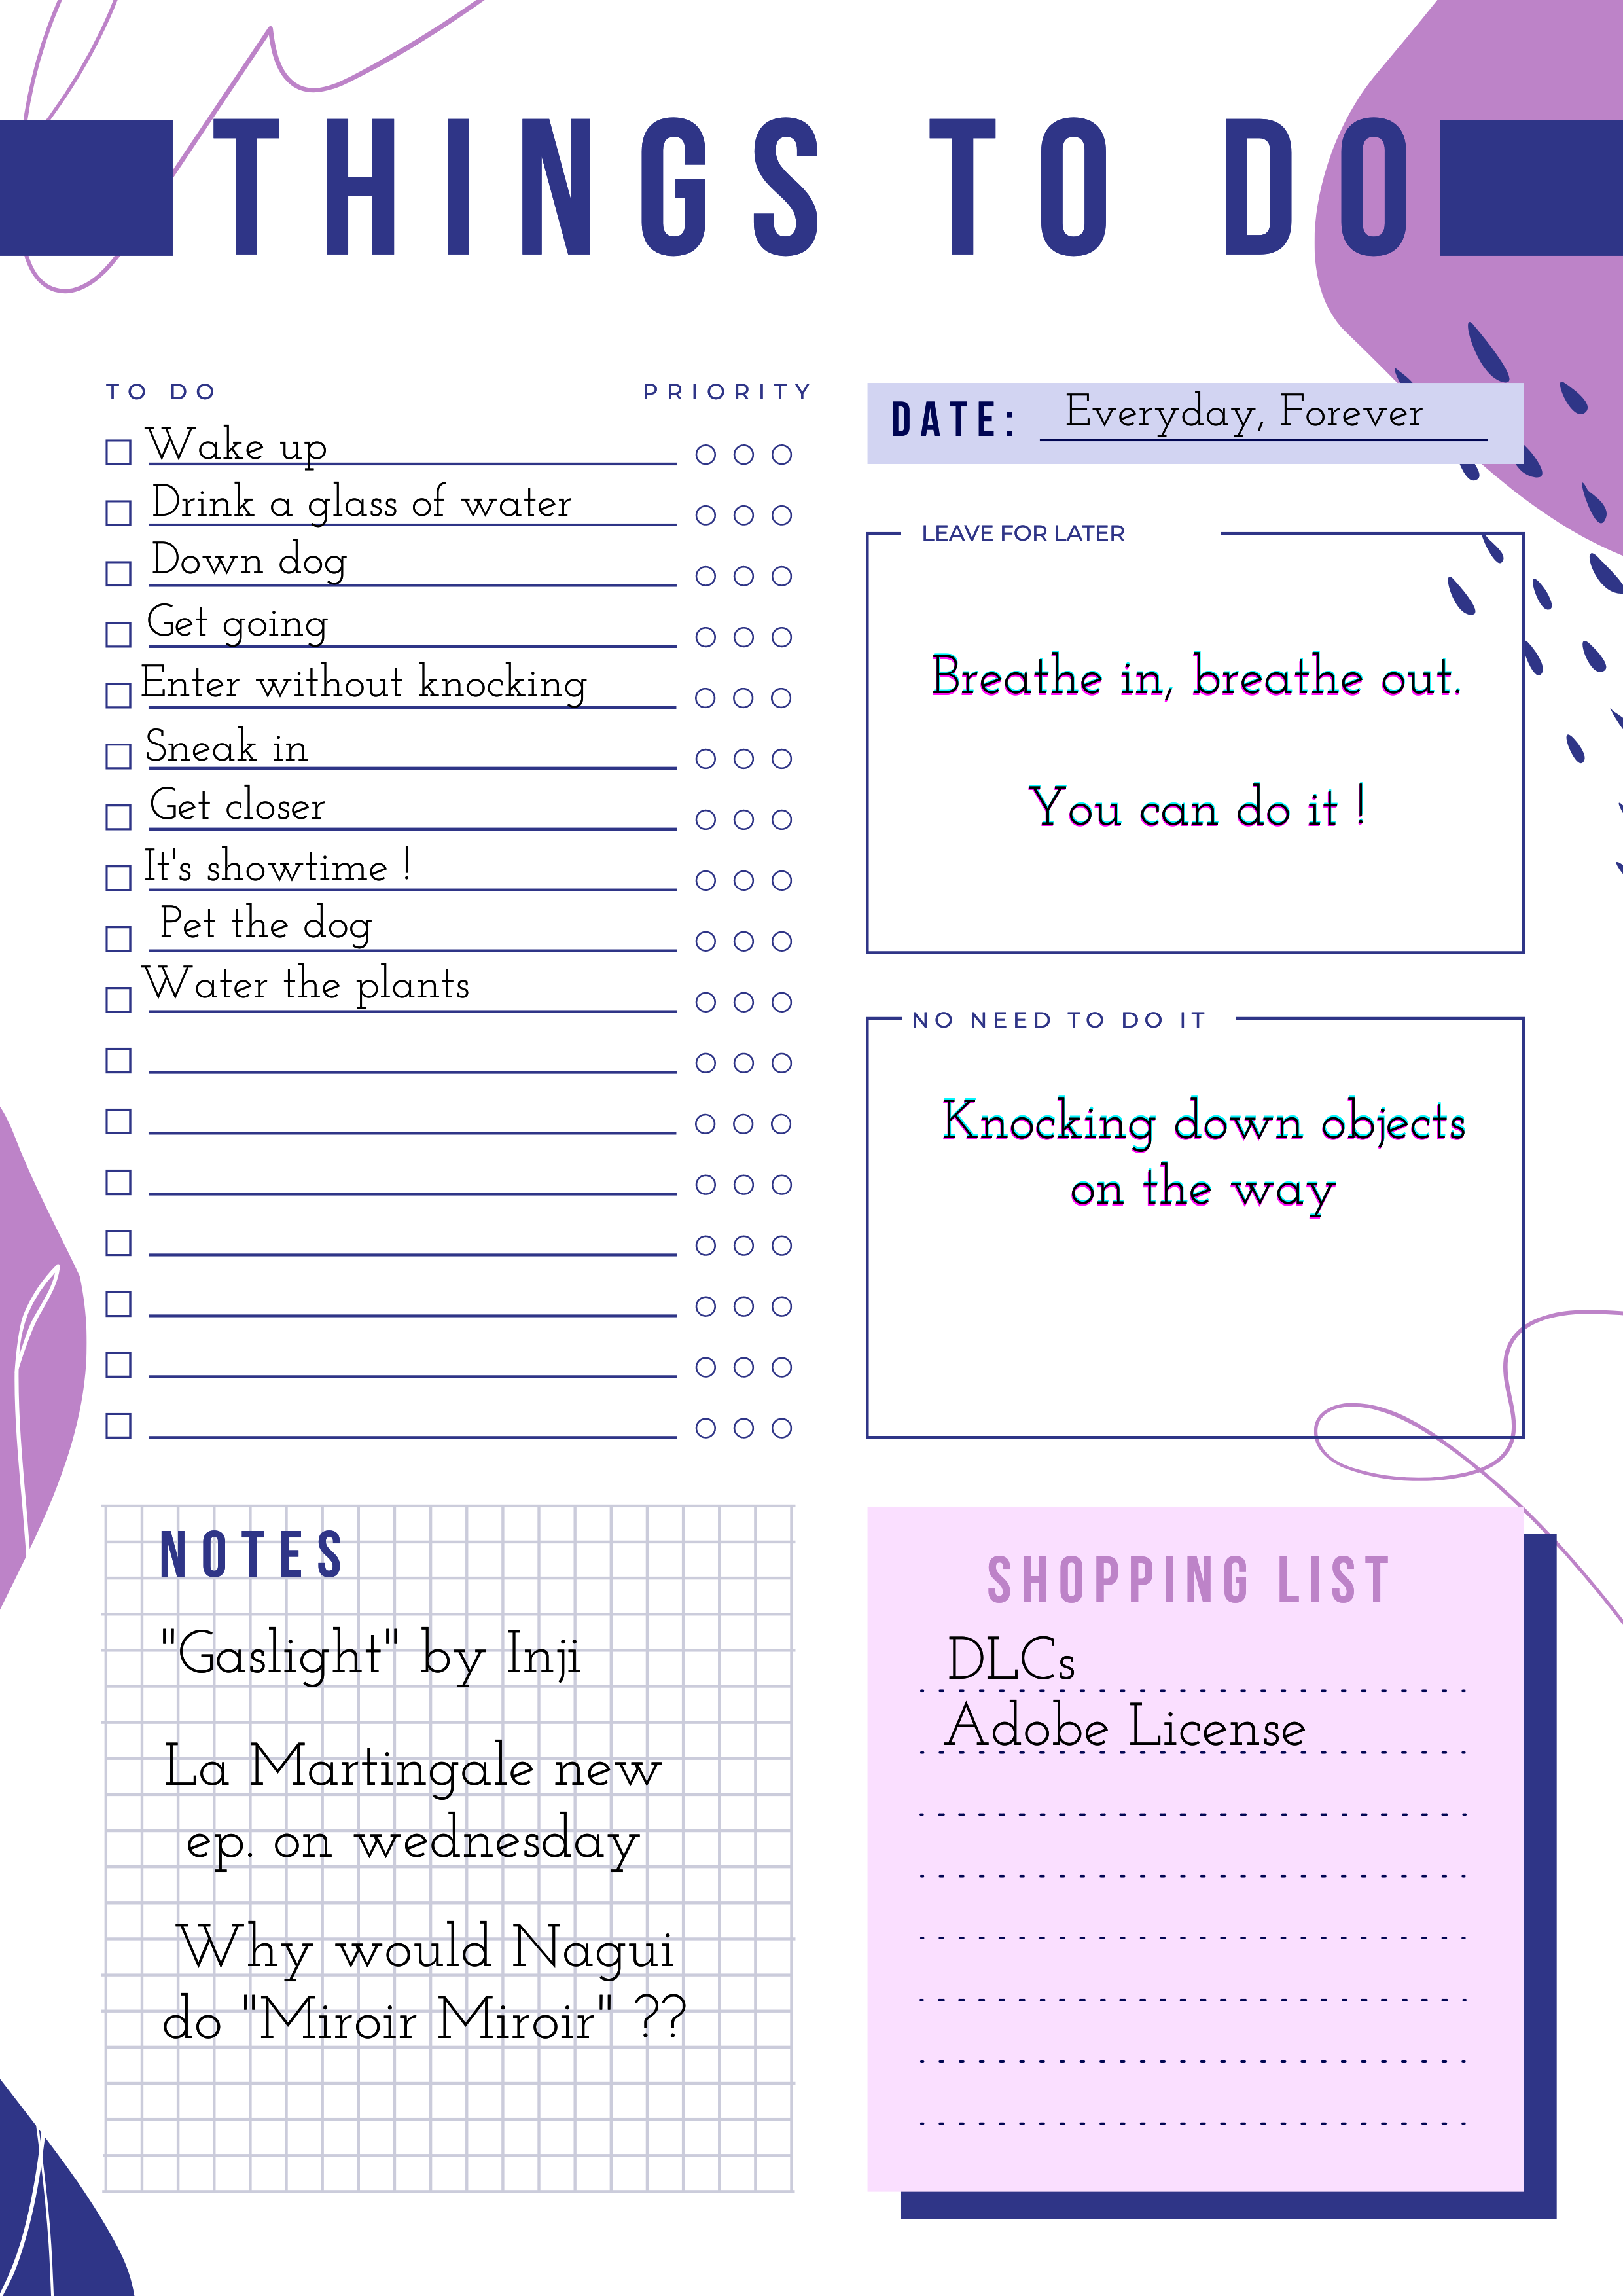 THINGS TO DO
TO DO
PRIORITY
Wake up
Drink a glass of water
Down dog
Get going
Enter without knocking
Sneak in
Get closer
It's showtime !
Pet the dog
Water the plants
DATE: Everyday, Forever
LEAVE FOR LATER
Breathe in, breathe out.
You can do it !
NO NEED TO DO IT
Knocking down objects
on the way
NOTES
"Gaslight" by Inji
La Martingale new
ep. on wednesday
Why would Nagui
do "Miroir Miroir" ??
SHOPPING LIST
DLCs
Adobe License